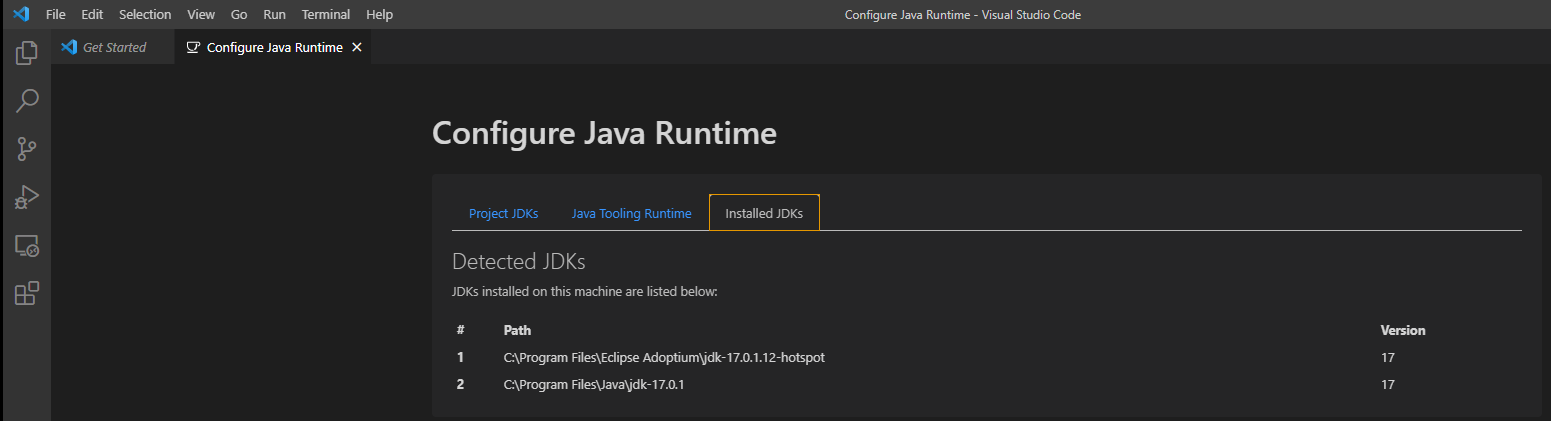 File Edit Selection View Go Run Terminal Help Configure Java Runtime - Visual Studio Code
Get Started Configure Java Runtime
Configure Java Runtime
Project JDKs Java Tooling Runtime Installed JDKs
Detected JDKs
JDKs installed on this machine are listed below:
# Path Version
1 C:\Program Files\Eclipse Adoptium\jdk-17.0.1.12-hotspot 17
2 C:\Program Files\Java\jdk-17.0.1 17